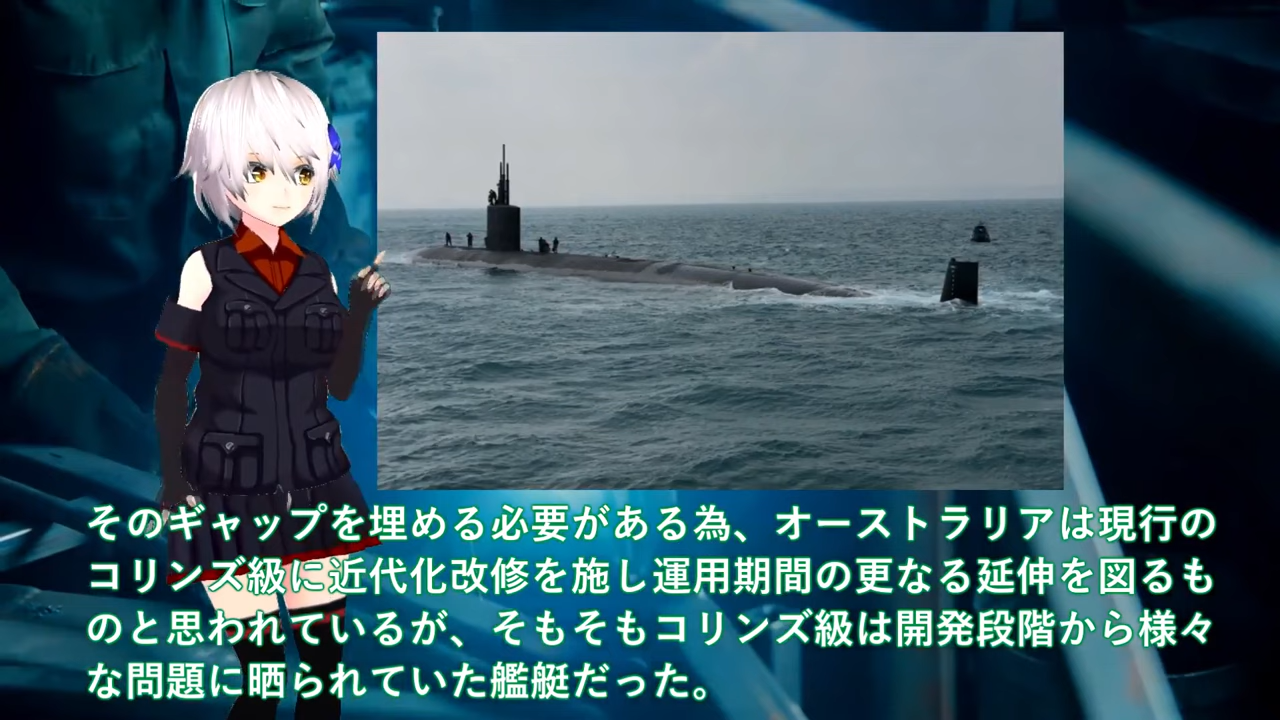 そのギャップを埋める必要がある為、オーストラリアは現行の
コリンズ級に近代化改修を施し運用期間の更なる延伸を図るも
のと思われているが、そもそもコリンズ級は開発段階から様々
な問題に晒られていた艦艇だった。